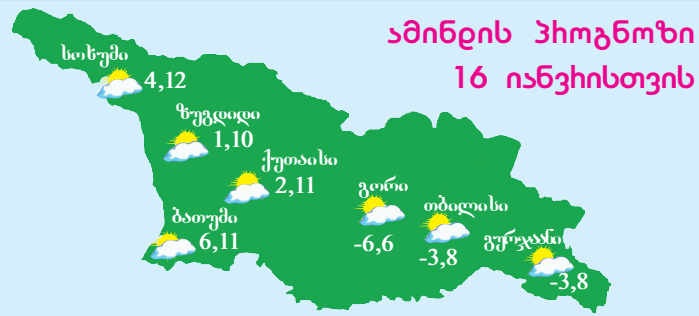 ამინდის პროგნოზი
16 იანვრისთვის
სოხუმი
4,12
ზუგდიდი
1,10
ქუთაისი
2,11
გორი
-6,6
თბილისი
-3,8
ბათუმი
6,11
გურჯაანი
-3,8